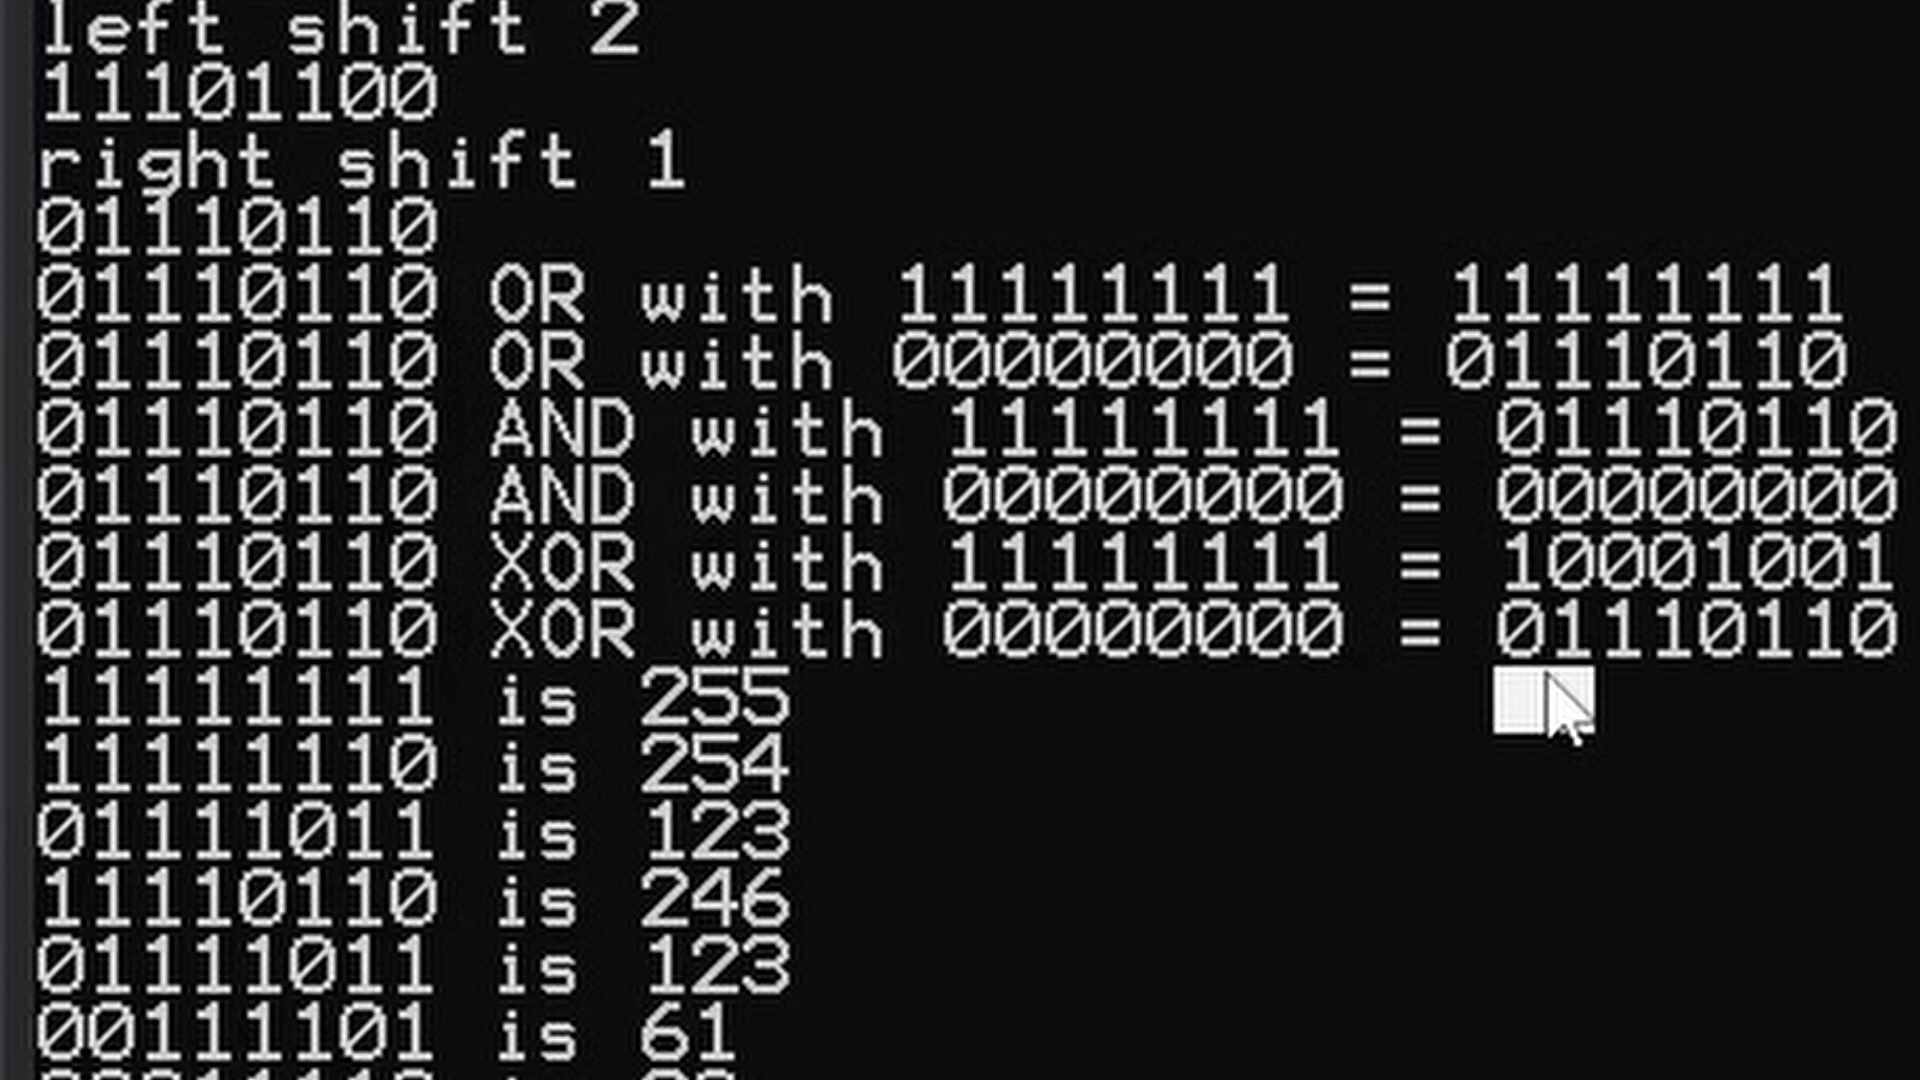 left shift 2
11101100
right shift 1
01110110
01110110 OR with 11111111 = 11111111
01110110 OR with 00000000 = 01110110
01110110 AND with 11111111 = 01110110
01110110 AND with 00000000 = 00000000
01110110 XOR with 11111111 = 10001001
01110110 XOR with 00000000 = 01110110
11111111 is 255
11111110 is 254
01111011 is 123
11110110 is 246
01111011 is 123
00111101 is 61